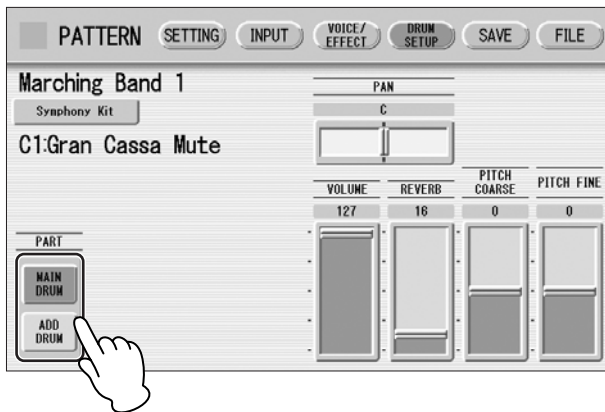 PATTERN SETTING INPUT VOICE/EFFECT DRUM SETUP SAVE FILE
Marching Band 1
Symphony Kit
C1:Gran Cassa Mute
PAN
C
VOLUME REVERB PITCH COARSE PITCH FINE
127 16 0 0
PART
MAIN DRUM
ADD DRUM